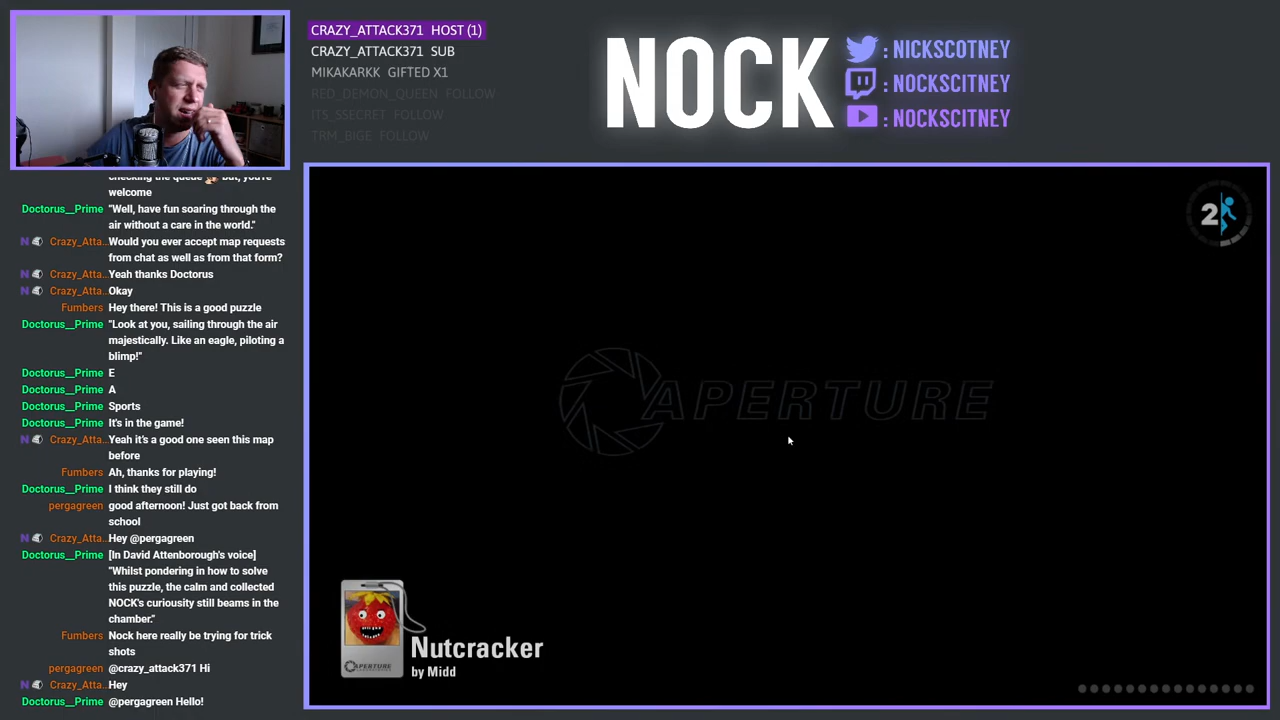 CRAZY_ATTACK371 HOST (1)
CRAZY_ATTACK371 SUB
MIKAKARKK GIFTED X1
RED_DEMON_QUEEN FOLLOW
ITS_SSECRET FOLLOW
TRM_BIGE FOLLOW
NOCK
: NICKSCOTNEY
: NOCKSCITNEY
: NOCKSCITNEY
checking the queue but, you're
welcome
Doctorus__Prime "Well, have fun soaring through the
air without a care in the world."
N Crazy_Atta... Would you ever accept map requests
from chat as well as from that form?
N Crazy_Atta... Yeah thanks Doctorus
N Crazy_Atta... Okay
Fumbers Hey there! This is a good puzzle
Doctorus__Prime "Look at you, sailing through the air
majestically. Like an eagle, piloting a
blimp!"
Doctorus__Prime E
Doctorus__Prime A
Doctorus__Prime Sports
Doctorus__Prime It's in the game!
N Crazy_Atta... Yeah it's a good one seen this map
before
Fumbers Ah, thanks for playing!
Doctorus__Prime I think they still do
pergagreen good afternoon! Just got back from
school
N Crazy_Atta... Hey @pergagreen
Doctorus__Prime [In David Attenborough's voice]
"Whilst pondering in how to solve
this puzzle, the calm and collected
NOCK's curiousity still beams in the
chamber."
Fumbers Nock here really be trying for trick
shots
pergagreen @crazy_attack371 Hi
N Crazy_Atta... Hey
Doctorus__Prime @pergagreen Hello!
2
APERTURE
APERTURE
Nutcracker
by Midd